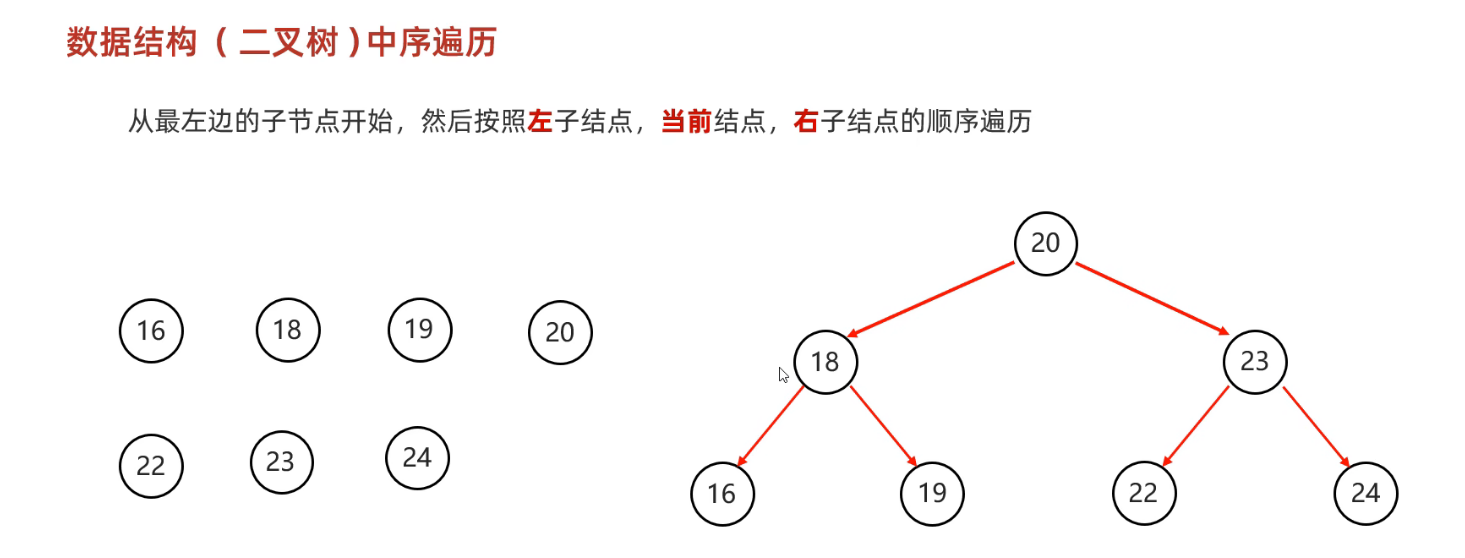 数据结构（二叉树)中序遍历
从最左边的子节点开始，然后按照左子结点，当前结点，右子结点的顺序遍历
16 18 19 20
22 23 24
20
18 23
16 19 22 24